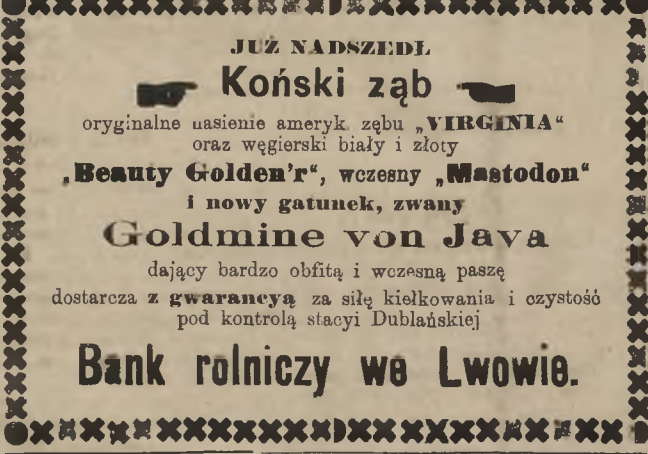 JUŻ NADSZEDŁ
Koński ząb
oryginalne nasienie ameryk. zębu „VIRGINIA“
oraz węgierski biały i złoty
„Beauty Golden'r“, wczesny „Mastodon“
i nowy gatunek, zwany
Goldmine von Java
dający bardzo obfitą i wczesną paszę
dostarcza z gwarancyą za siłę kiełkowania i czystość
pod kontrolą stacyi Dublańskiej
Bank rolniczy we Lwowie.